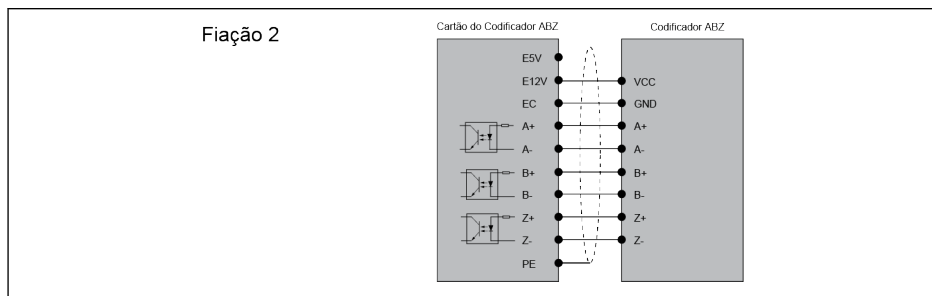 Fiação 2
Cartão do Codificador ABZ
Codificador ABZ
E5V
E12V
VCC
EC
GND
A+
A+
A-
A-
B+
B+
B-
B-
Z+
Z+
Z-
Z-
PE